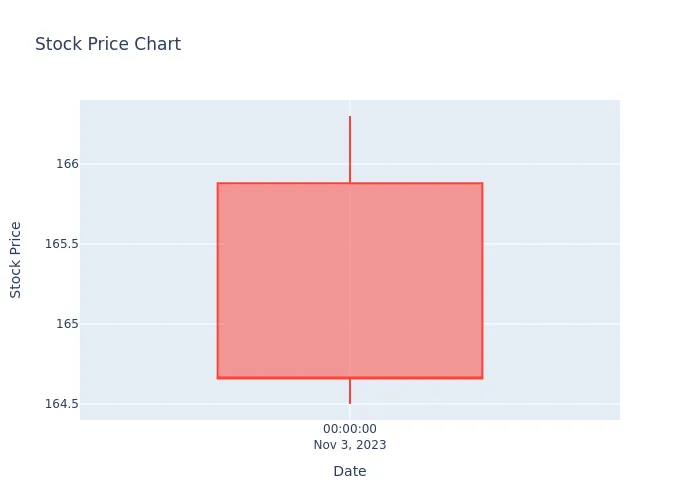 Stock Price Chart
Stock Price
166
165.5
165
164.5
00:00:00
Nov 3, 2023
Date